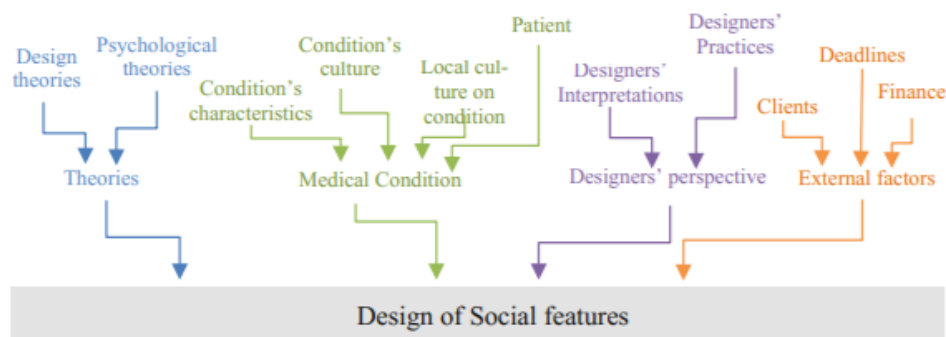 Design
theories
Psychological
theories
Condition's
characteristics
Condition's
culture
Local cul-
ture on
condition
Patient
Designers'
Interpretations
Designers'
Practices
Clients
Deadlines
Finance
Theories
Medical Condition
Designers' perspective
External factors
Design of Social features